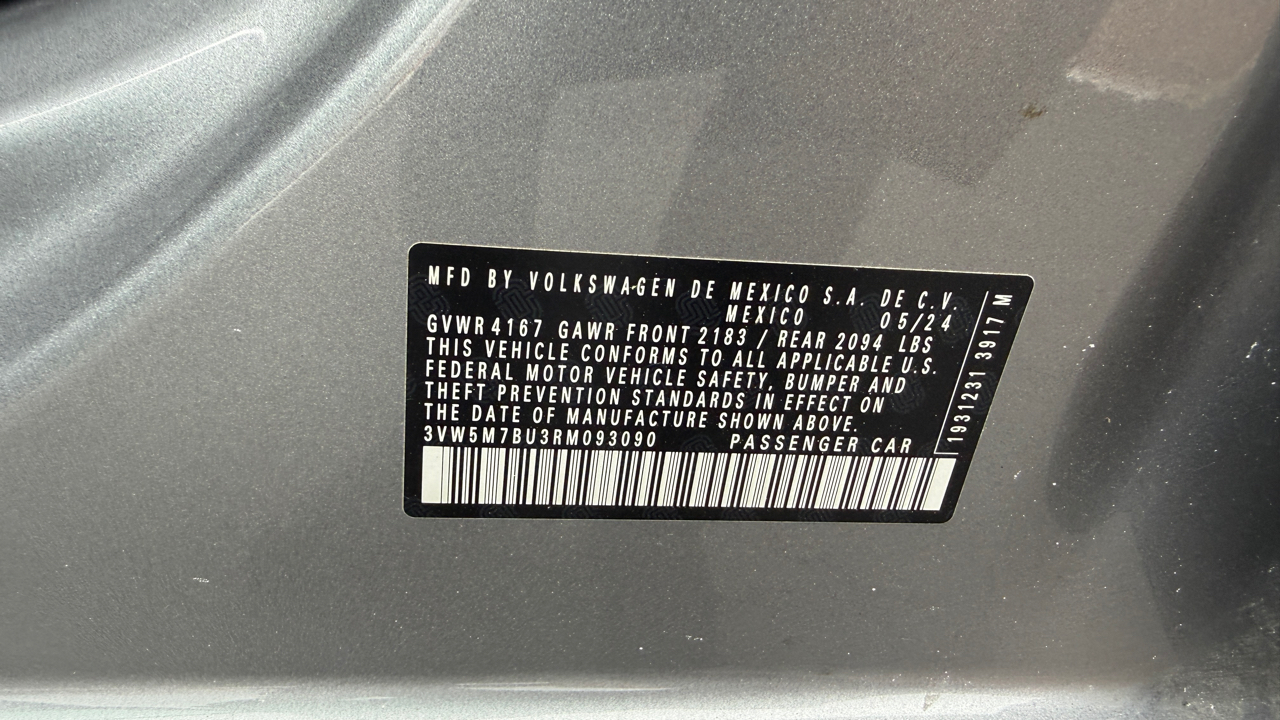 MFD BY VOLKSWAGEN DE MEXICO S.A. DE C.V.
MEXICO 05/24
GVWR 4167 GAWR FRONT 2183 / REAR 2094 LBS
THIS VEHICLE CONFORMS TO ALL APPLICABLE U.S.
FEDERAL MOTOR VEHICLE SAFETY, BUMPER AND
THEFT PREVENTION STANDARDS IN EFFECT ON
THE DATE OF MANUFACTURE SHOWN ABOVE.
3VW5M7BU3RM093090 PASSENGER CAR
1931231 3917 M